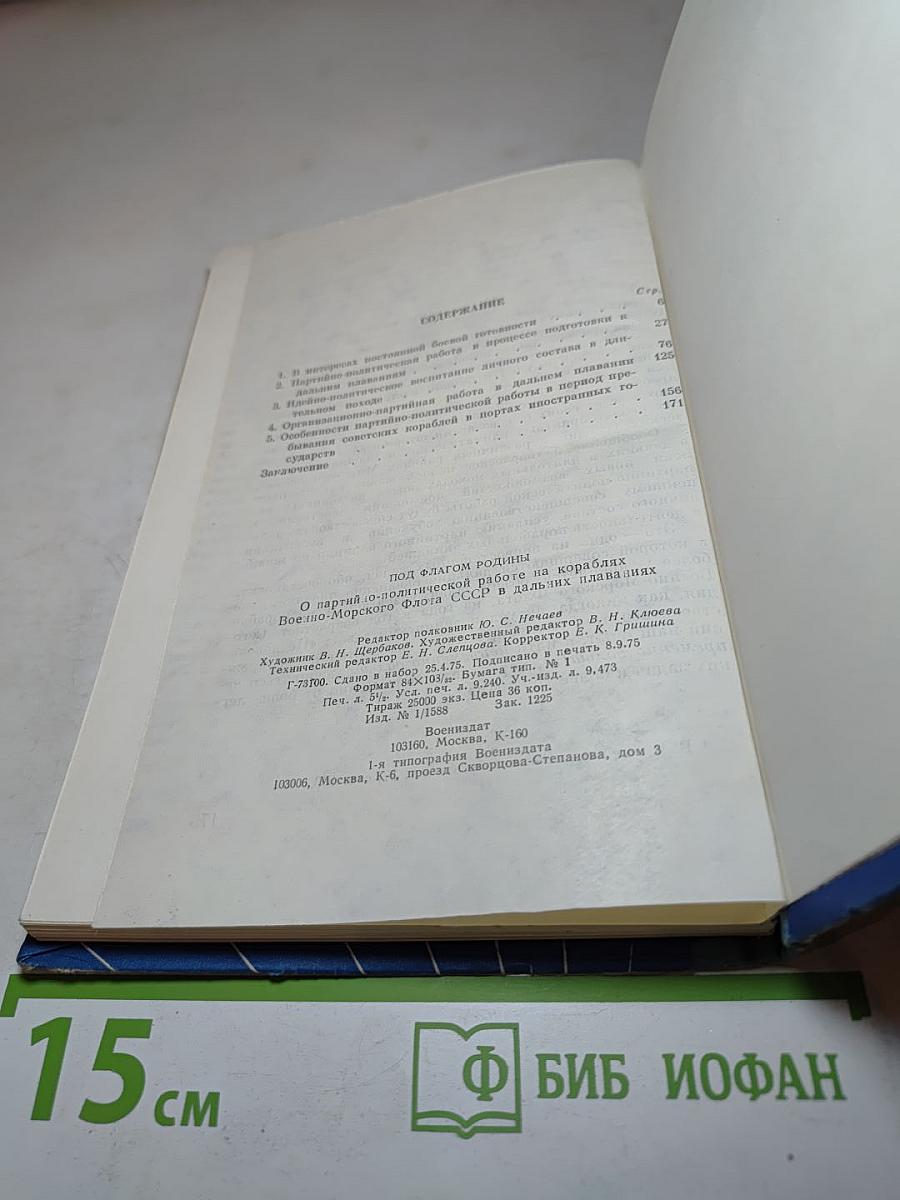 СОДЕРЖАНИЕ
Стр.
1. В интересах постоянной боевой готовности . . . . . 6
2. Партийно-политическая работа в процессе подготовки к
дальним плаваниям . . . . . . . . . . 27
3. Идейно-политическое воспитание личного состава в дли-
тельном походе . . . . . . . . . . 76
4. Организационно-партийная работа в дальнем плавании 125
5. Особенности партийно-политической работы в период пре-
бывания советских кораблей в портах иностранных го-
сударств . . . . . . . . . . 156
Заключение . . . . . . . . . . 171
ПОД ФЛАГОМ РОДИНЫ
О партийно-политической работе на кораблях
Военно-Морского Флота СССР в дальних плаваниях
Редактор полковник Ю. С. Нечаев
Художник В. Н. Щербаков. Художественный редактор В. Н. Клюева
Технический редактор Е. Н. Слепцова. Корректор Е. К. Гришина
Г-73100. Сдано в набор 25.4.75. Подписано в печать 8.9.75
Формат 84×103/32. Бумага тип. № 1
Печ. л. 5½. Усл. печ. л. 9,240. Уч.-изд. л. 9,473
Тираж 25000 экз. Цена 36 коп.
Изд. № 1/1588 Зак. 1225
Воениздат
103160, Москва, К-160
1-я типография Воениздата
103006, Москва, К-6, проезд Скворцова-Степанова, дом 3
15 см
Ф БИБ ИОФАН